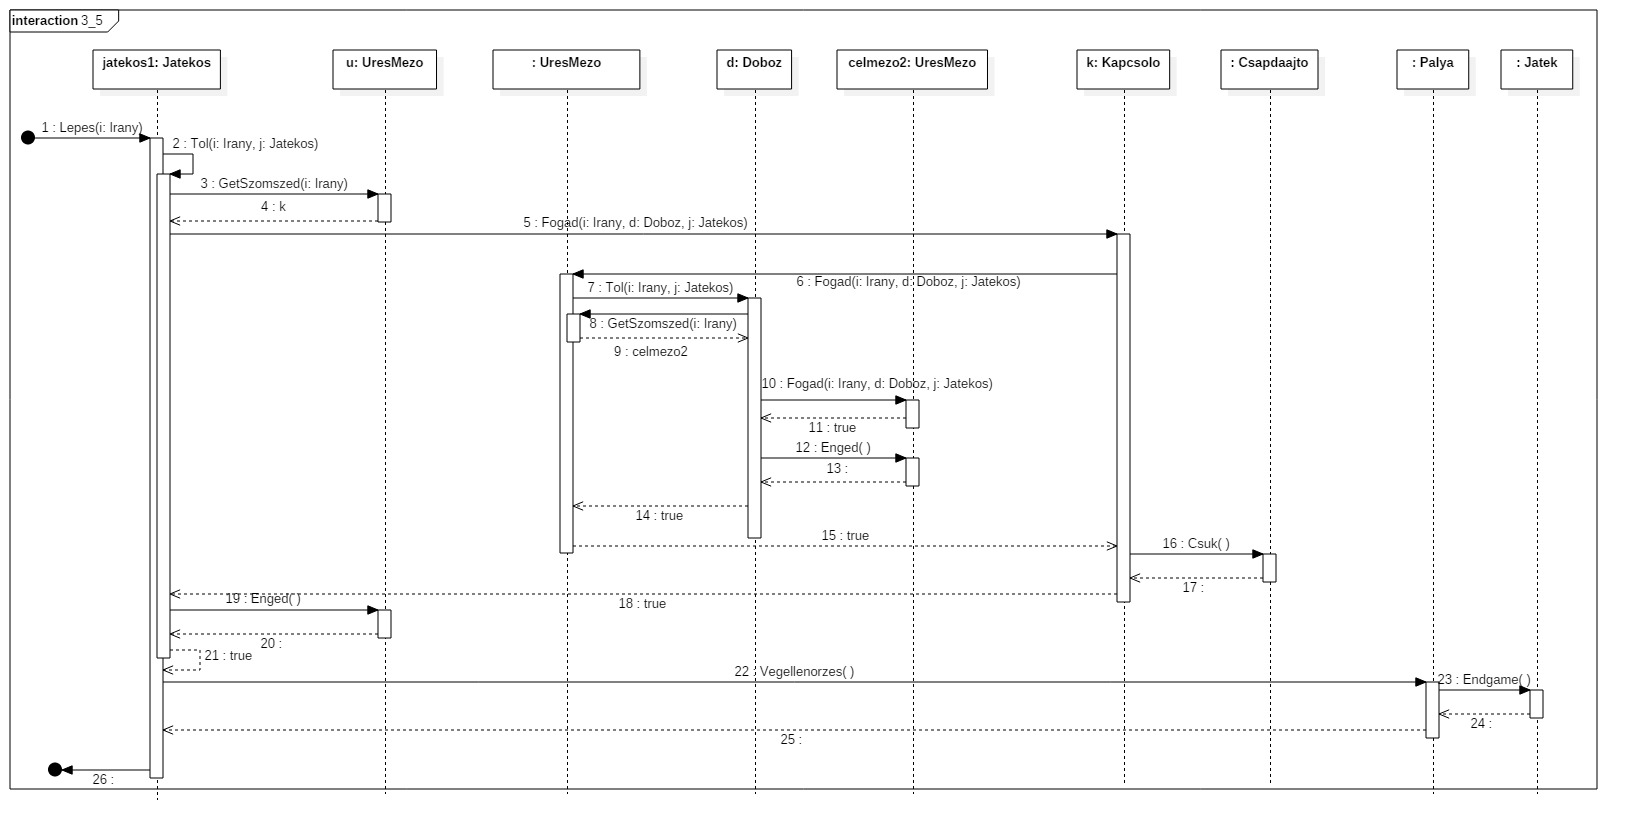 interaction 3_5
jatekos1: Jatekos
u: UresMezo
: UresMezo
d: Doboz
celmezo2: UresMezo
k: Kapcsolo
: Csapdaajto
: Palya
: Jatek
1 : Lepes(i: Irany)
2 : Tol(i: Irany, j: Jatekos)
3 : GetSzomszed(i: Irany)
4 : k
5 : Fogad(i: Irany, d: Doboz, j: Jatekos)
6 : Fogad(i: Irany, d: Doboz, j: Jatekos)
7 : Tol(i: Irany, j: Jatekos)
8 : GetSzomszed(i: Irany)
9 : celmezo2
10 : Fogad(i: Irany, d: Doboz, j: Jatekos)
11 : true
12 : Enged( )
13 :
14 : true
15 : true
16 : Csuk( )
17 :
18 : true
19 : Enged( )
20 :
21 : true
22 : Vegellenorzes( )
23 : Endgame( )
24 :
25 :
26 :